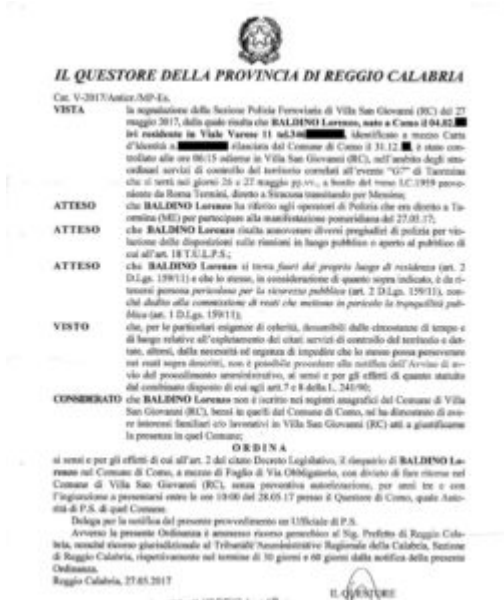 IL QUESTORE DELLA PROVINCIA DI REGGIO CALABRIA
Cat. V-2017/Anticr./MP-Es.
VISTA la segnalazione della Sezione Polizia Ferroviaria di Villa San Giovanni (RC) del 27
maggio 2017, dalla quale risulta che BALDINO Lorenzo, nato a Como il 04.02.
ivi residente in Viale Varese 11 tel.346 identificato a mezzo Carta
d'Identità n. rilasciata dal Comune di Como il 31.12. è stato
controllato alle ore 06:15 odierne in Villa San Giovanni (RC), nell'ambito degli stra-
ordinari servizi di controllo del territorio correlati all'evento "G7" di Taormina
che si terrà nei giorni 26 e 27 maggio pp.vv., a bordo del treno I.C.1959 prove-
niente da Roma Termini, diretto a Siracusa transitando per Messina;
ATTESO che BALDINO Lorenzo ha riferito agli operatori di Polizia che era diretto a Ta-
ormina (ME) per partecipare alla manifestazione pomeridiana del 27.05.17;
ATTESO che BALDINO Lorenzo risulta annoverare diversi pregiudizi di polizia per vio-
lazione delle disposizioni sulle riunioni in luogo pubblico o aperto al pubblico di
cui all'art. 18 T.U.L.P.S.;
ATTESO che BALDINO Lorenzo si trova fuori dal proprio luogo di residenza (art. 2
D.Lgs. 159/11) e che lo stesso, in considerazione di quanto sopra indicato, è da ri-
tenersi persona pericolosa per la sicurezza pubblica (art. 2 D.Lgs. 159/11), non-
ché dedito alla commissione di reati che mettono in pericolo la tranquillità pub-
blica (art. 1 D.Lgs. 159/11);
VISTO che, per le particolari esigenze di celerità, desumibili dalle circostanze di tempo e
di luogo relative all'espletamento dei citati servizi di controllo del territorio e det-
tate, altresì, dalla necessità ed urgenza di impedire che lo stesso possa perseverare
nei reati sopra descritti, non è possibile procedere alla notifica dell'Avviso di av-
vio del procedimento amministrativo, ai sensi e per gli effetti di quanto statuito
dal combinato disposto di cui agli artt.7 e 8 della L. 241/90;
CONSIDERATO che BALDINO Lorenzo non è iscritto nei registri anagrafici del Comune di Villa
San Giovanni (RC), bensì in quelli del Comune di Como, né ha dimostrato di ave-
re interessi familiari e/o lavorativi in Villa San Giovanni (RC) atti a giustificarne
la presenza in quel Comune;
ORDINA
ai sensi e per gli effetti di cui all'art. 2 del citato Decreto Legislativo, il rimpatrio di BALDINO Lo-
renzo nel Comune di Como, a mezzo di Foglio di Via Obbligatorio, con divieto di fare ritorno nel
Comune di Villa San Giovanni (RC), senza preventiva autorizzazione, per anni tre e con
l'ingiunzione a presentarsi entro le ore 10:00 del 28.05.17 presso il Questore di Como, quale Auto-
rità di P.S. di quel Comune.
Delega per la notifica del presente provvedimento un Ufficiale di P.S.
Avverso la presente Ordinanza è ammesso ricorso gerarchico al Sig. Prefetto di Reggio Cala-
bria, nonché ricorso giurisdizionale al Tribunale Amministrativo Regionale della Calabria, Sezione
di Reggio Calabria, rispettivamente nel termine di 30 giorni e 60 giorni dalla notifica della presente
Ordinanza.
Reggio Calabria, 27.05.2017
IL QUESTORE